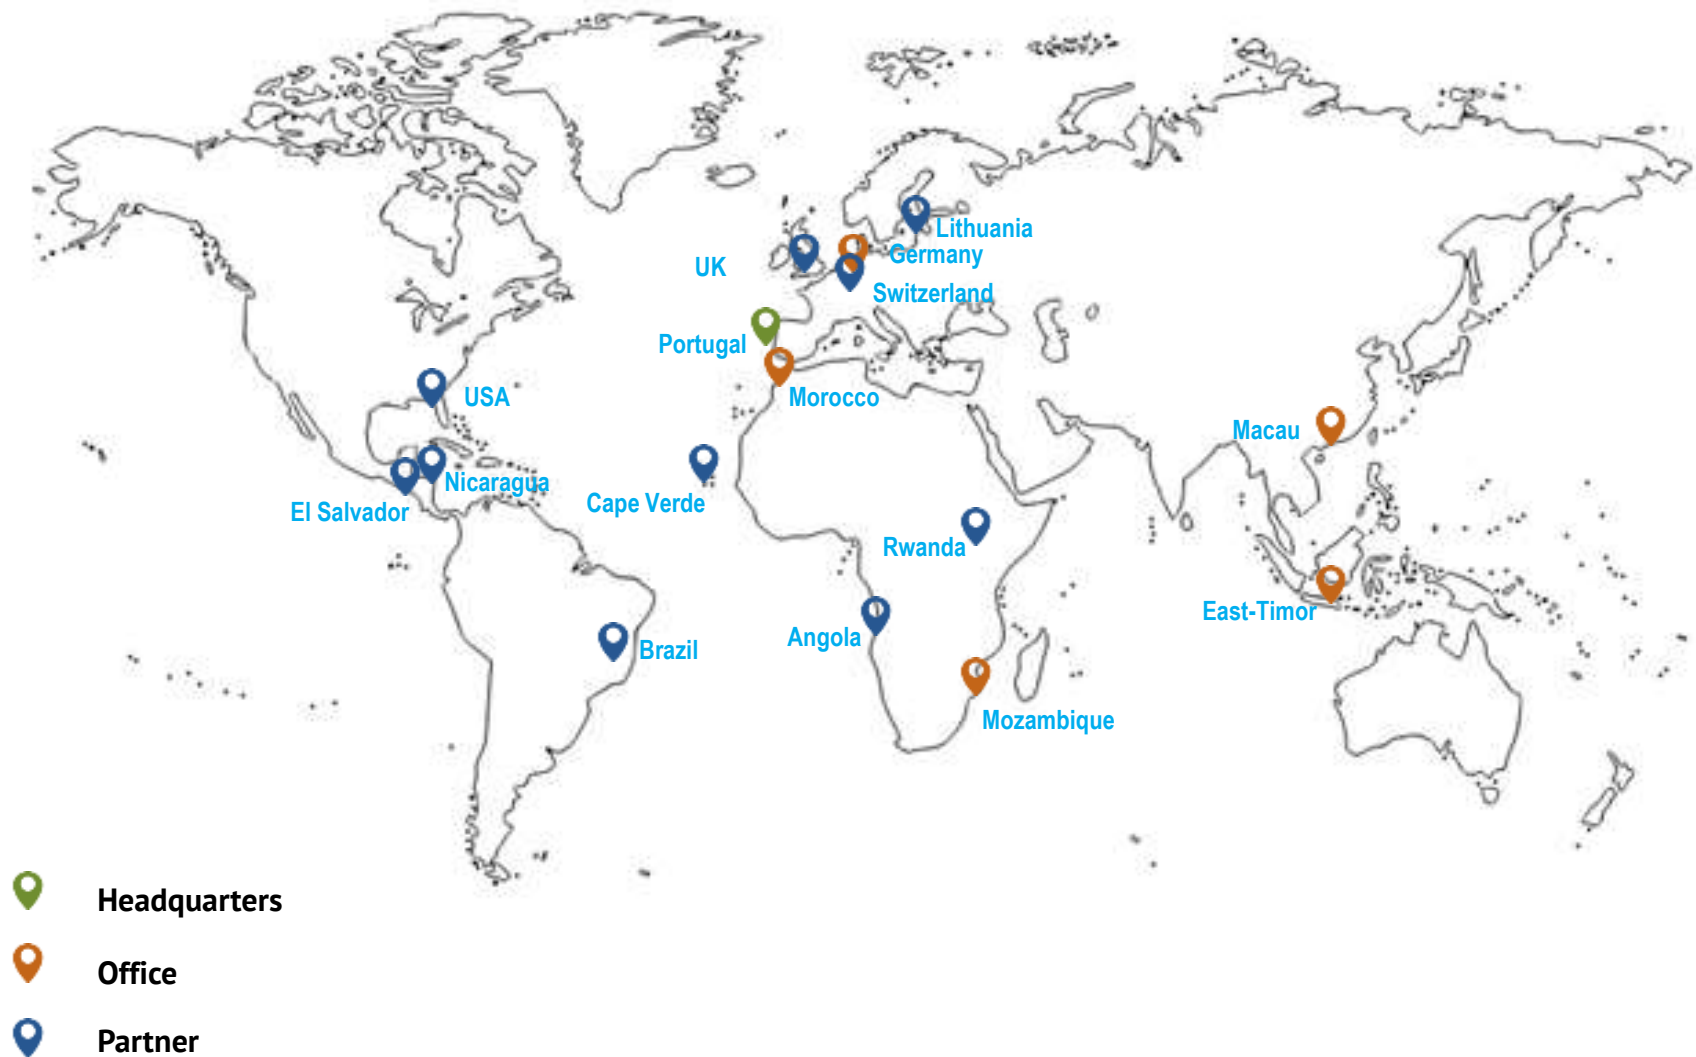 Lithuania
Germany
UK
Switzerland
Portugal
USA
Morocco
Macau
Nicaragua
El Salvador
Cape Verde
Rwanda
East-Timor
Angola
Brazil
Mozambique
Headquarters
Office
Partner